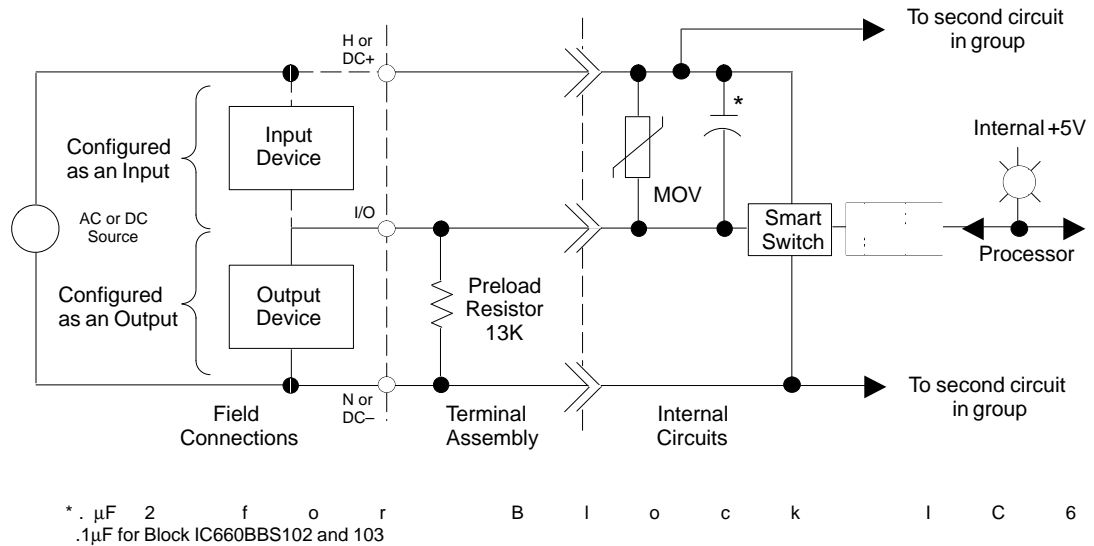 To second circuit
in group
H or
DC+
*
Internal +5V
Input
Device
Configured
as an Input
MOV
I/O
AC or DC
Source
Smart
Switch
Processor
Configured
as an Output
Output
Device
Preload
Resistor
13K
N or
DC–
To second circuit
in group
Field
Connections
Terminal
Assembly
Internal
Circuits
* . µF 2 f o r B l o c k I C 6
.1µF for Block IC660BBS102 and 103